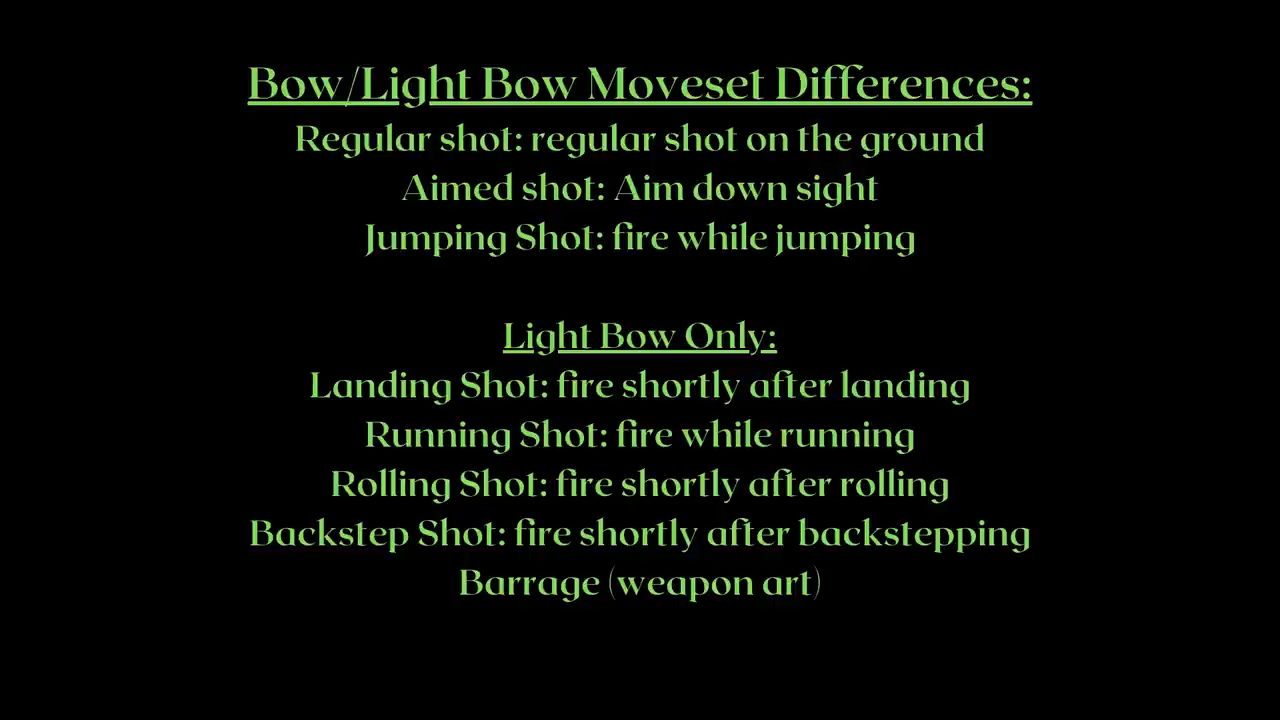 Bow/Light Bow Moveset Differences:
Regular shot: regular shot on the ground
Aimed shot: Aim down sight
Jumping Shot: fire while jumping
Light Bow Only:
Landing Shot: fire shortly after landing
Running Shot: fire while running
Rolling Shot: fire shortly after rolling
Backstep Shot: fire shortly after backstepping
Barrage (weapon art)